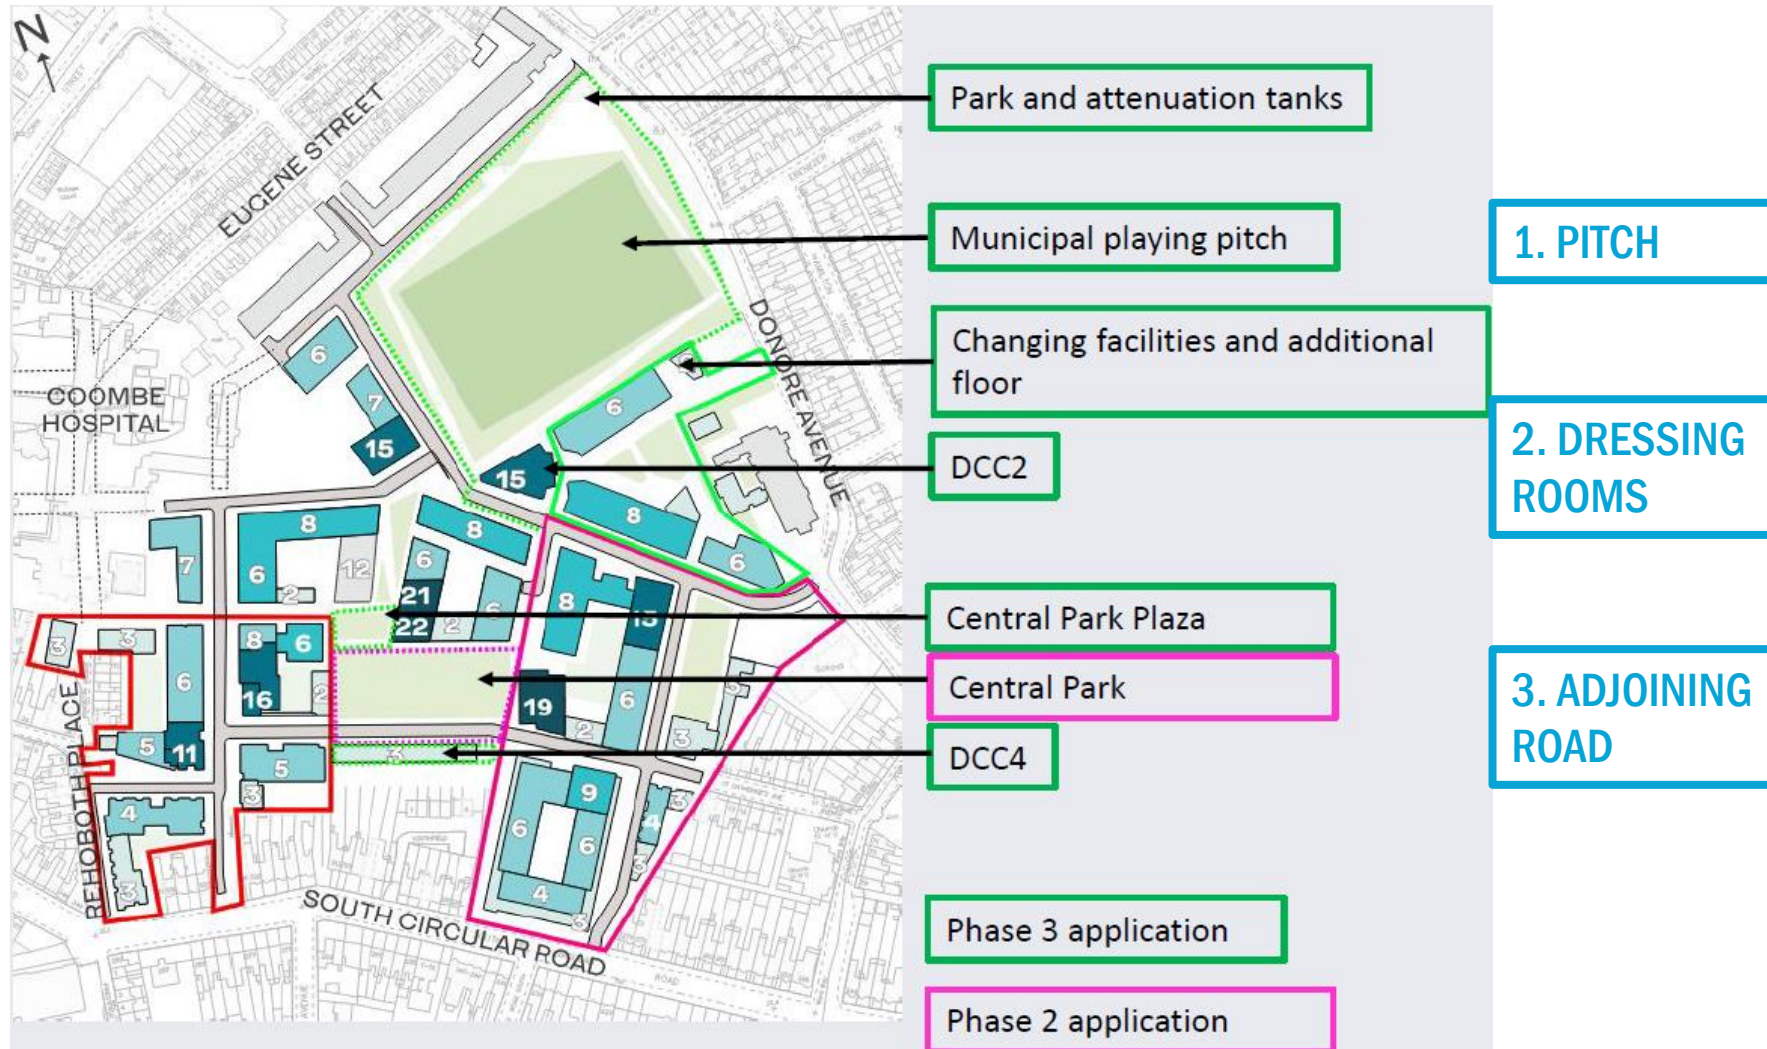 N
EUGENE STREET
DONORE AVENUE
COOMBE
HOSPITAL
REHOBOTH PLACE
SOUTH CIRCULAR ROAD
6
7
15
6
15
8
6
8
7
8
6
2
12
6
21
22
2
6
8
15
6
19
2
3
5
3
3
6
5
11
8
6
16
2
5
3
3
4
3
9
6
6
4
3
3
4
3
Park and attenuation tanks
Municipal playing pitch
Changing facilities and additional
floor
DCC2
Central Park Plaza
Central Park
DCC4
Phase 3 application
Phase 2 application
1. PITCH
2. DRESSING
ROOMS
3. ADJOINING
ROAD